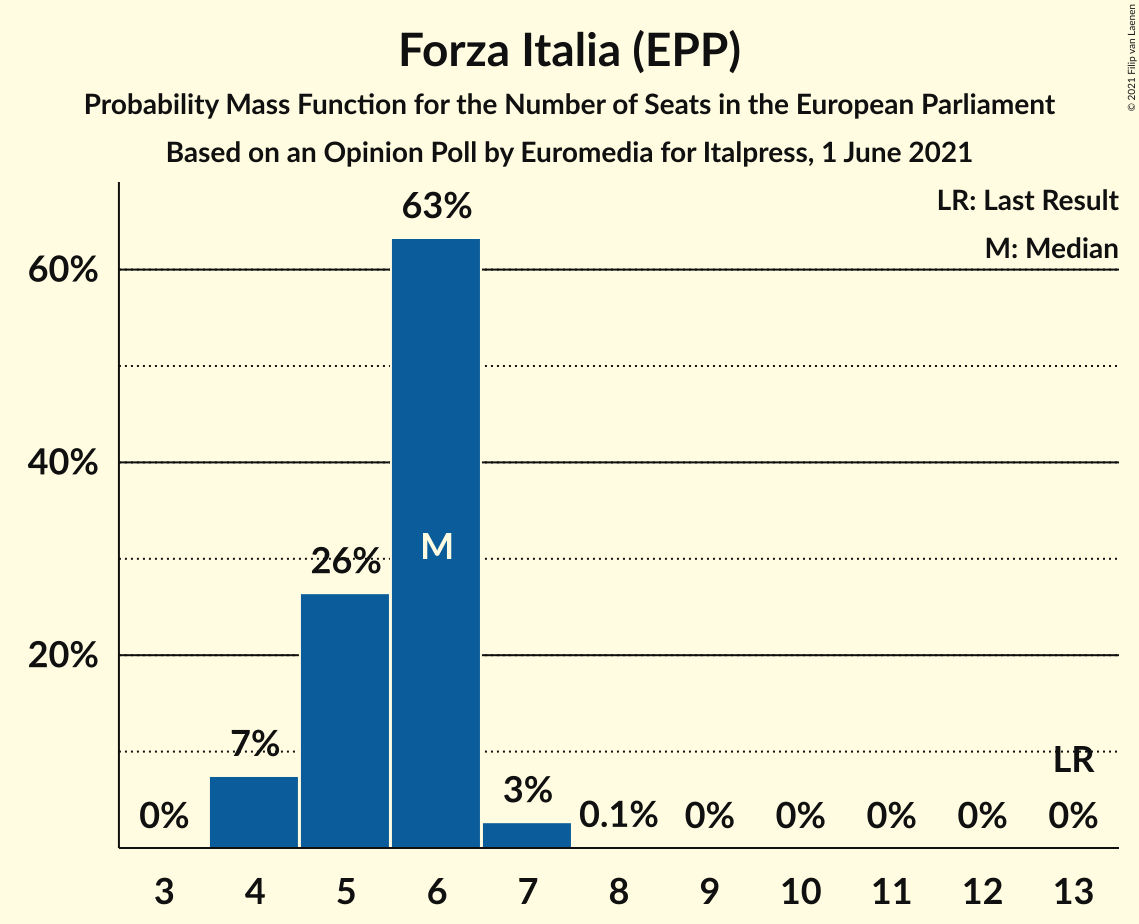 Forza Italia (EPP)
Probability Mass Function for the Number of Seats in the European Parliament
Based on an Opinion Poll by Euromedia for Italpress, 1 June 2021
© 2021 Filip van Laenen
LR: Last Result
M: Median
63%
60%
40%
M
26%
20%
7%
LR
3%
0%
0.1%
0%
0%
0%
0%
0%
3 4 5 6 7 8 9 10 11 12 13